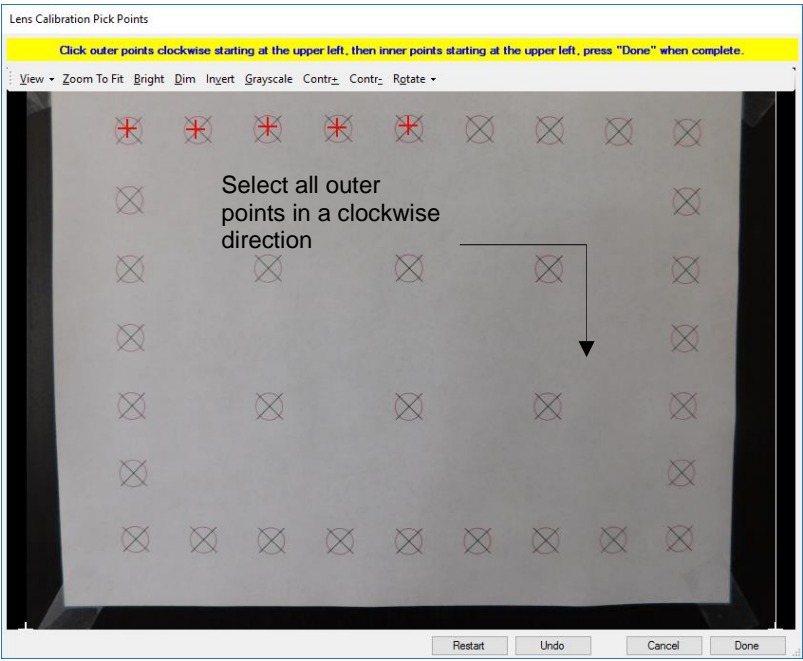 Lens Calibration Pick Points
Click outer points clockwise starting at the upper left, then inner points starting at the upper left, press "Done" when complete.
View Zoom To Fit Bright Dim Invert Grayscale Contr+ Contr- Rotate
Select all outer
points in a clockwise
direction
Restart Undo Cancel Done